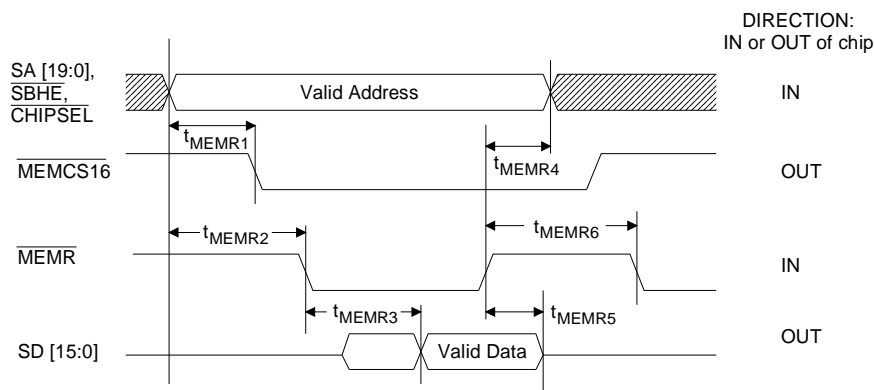 DIRECTION:
IN or OUT of chip
SA [19:0],
SBHE,
CHIPSEL
Valid Address
IN
tMEMR1
tMEMR4
MEMCS16
OUT
tMEMR2
tMEMR6
MEMR
IN
tMEMR3
tMEMR5
SD [15:0]
Valid Data
OUT